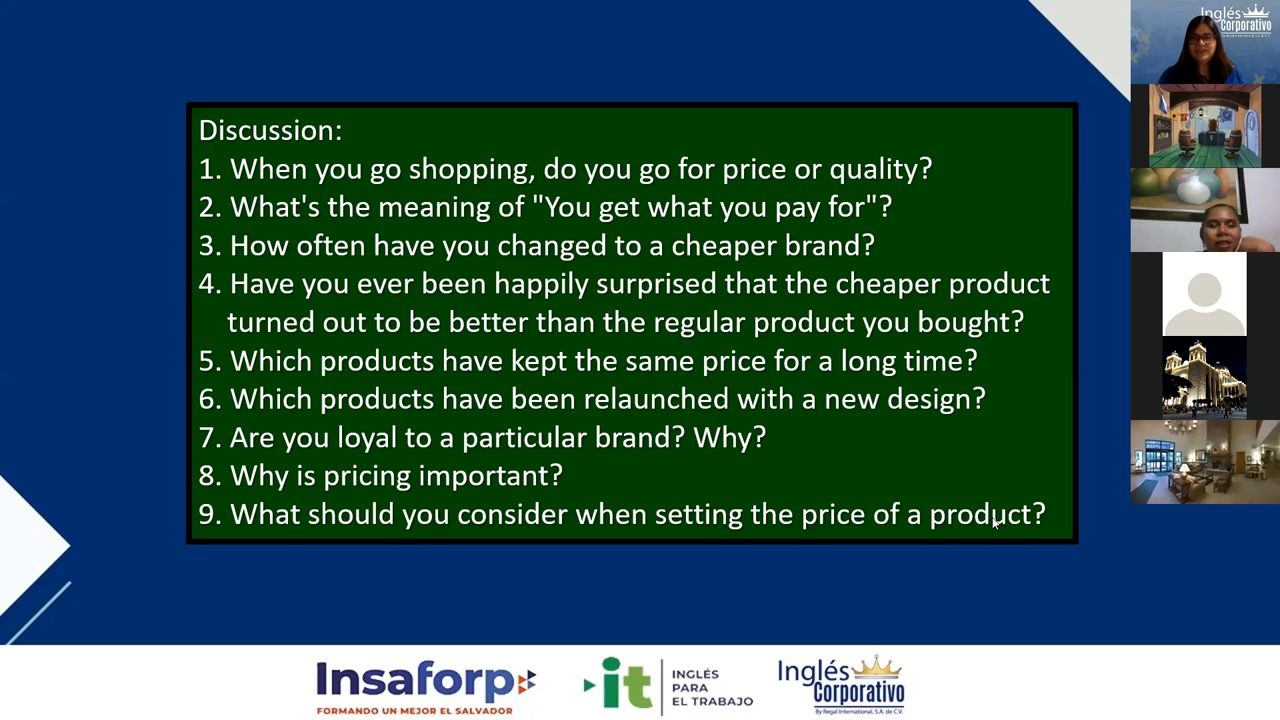 Discussion:
1. When you go shopping, do you go for price or quality?
2. What's the meaning of "You get what you pay for"?
3. How often have you changed to a cheaper brand?
4. Have you ever been happily surprised that the cheaper product
turned out to be better than the regular product you bought?
5. Which products have kept the same price for a long time?
6. Which products have been relaunched with a new design?
7. Are you loyal to a particular brand? Why?
8. Why is pricing important?
9. What should you consider when setting the price of a product?
Inglés
Corporativo
Insaforp
FORMANDO UN MEJOR EL SALVADOR
it
INGLÉS
PARA
EL TRABAJO
Inglés
Corporativo
By Regal International, S.A. de C.V.